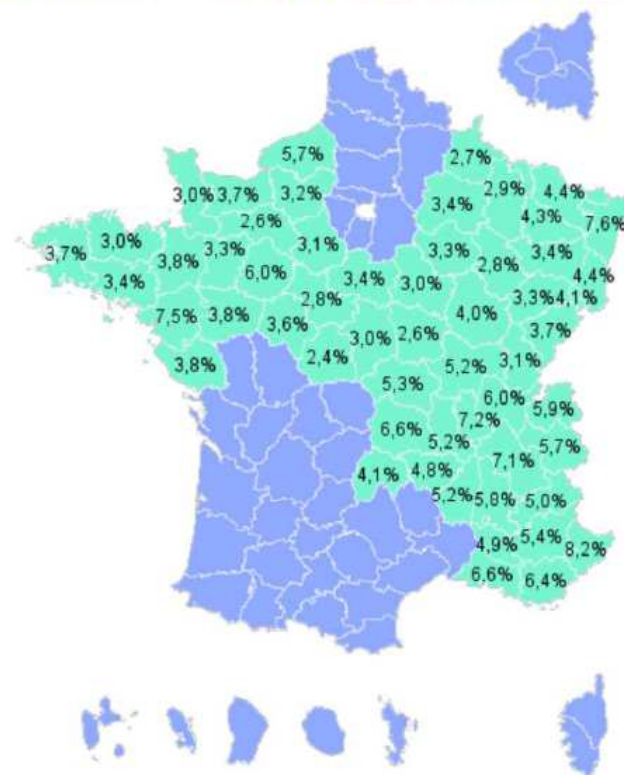 5,7%
2,7%
3,0% 3,7% 3,2%
2,9% 4,4%
3,4% 4,3%
7,6%
2,6%
3,7% 3,0% 3,8% 3,3% 3,1%
3,3% 2,8% 3,4%
3,4% 6,0% 3,4% 3,0%
4,4%
7,5% 3,8% 3,6% 2,8%
4,0% 3,3% 4,1%
3,0% 2,6% 3,7%
3,8% 2,4% 5,2% 3,1%
5,3% 6,0% 5,9%
6,6% 5,2% 7,2%
5,7%
4,1% 4,8% 7,1%
5,2% 5,8% 5,0%
4,9% 5,4% 8,2%
6,6% 6,4%